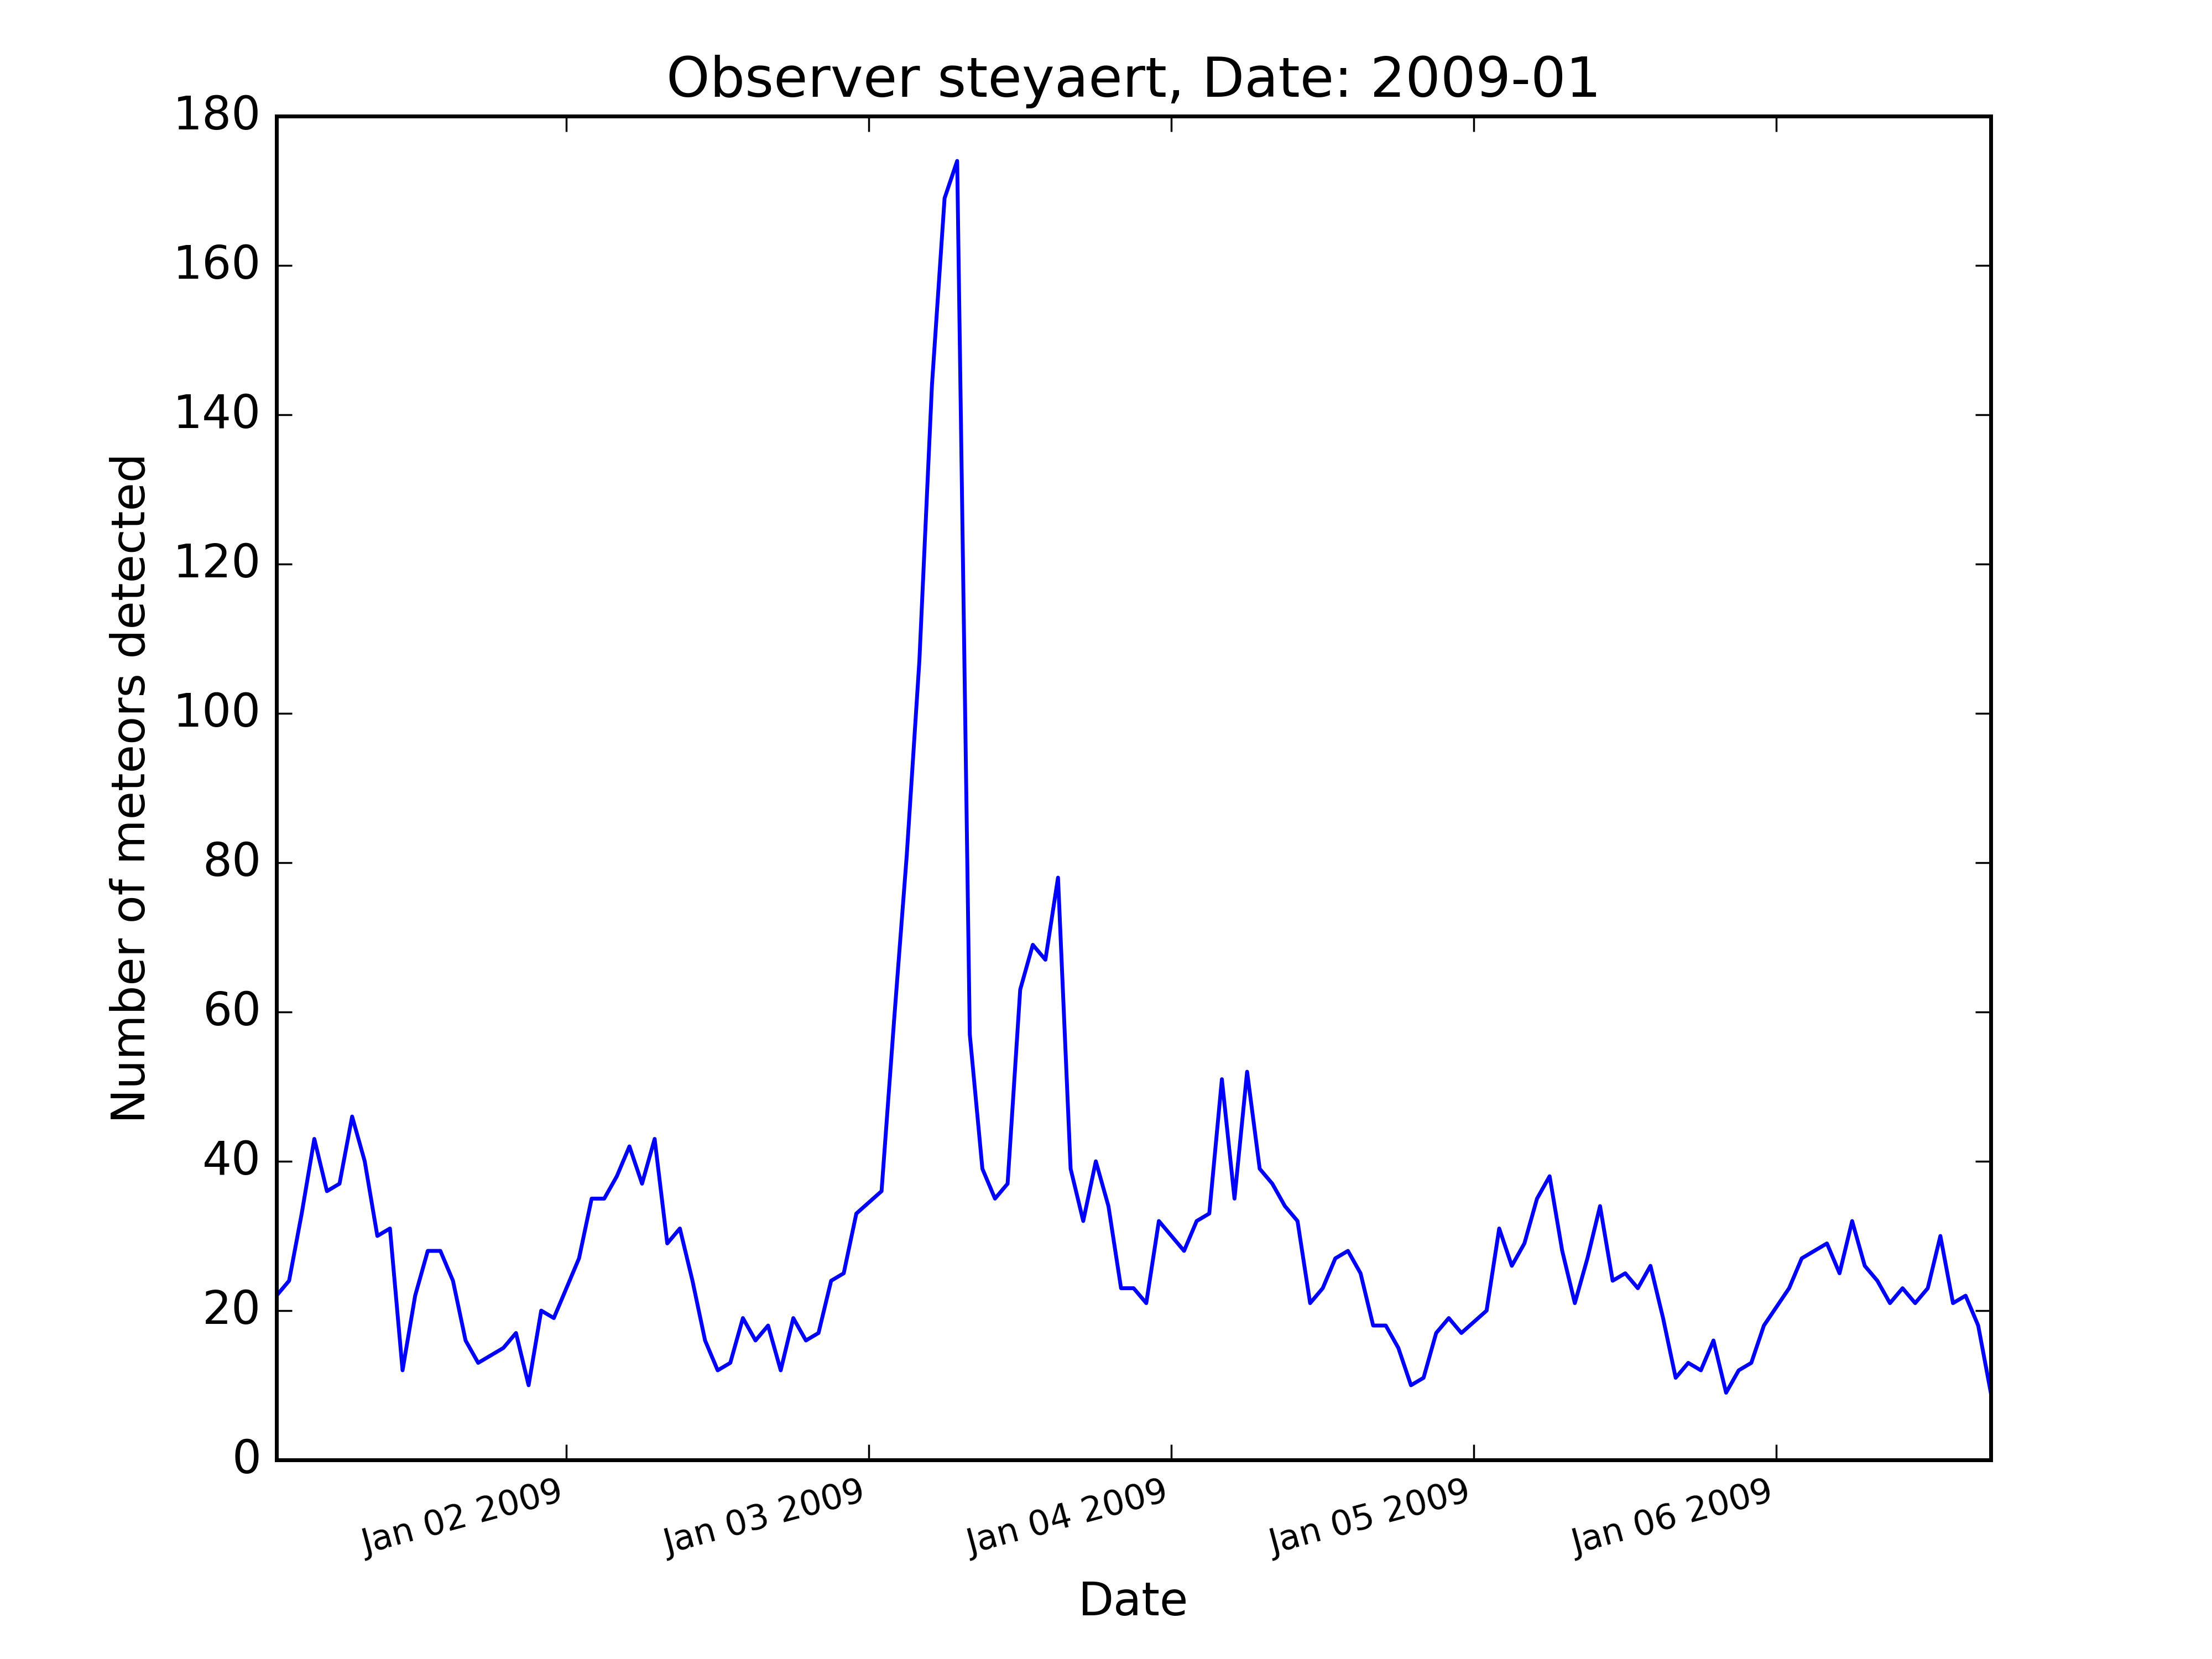 Observer steyaert, Date: 2009-01
180
160
140
120
100
80
60
40
20
0
Number of meteors detected
Jan 02 2009
Jan 03 2009
Jan 04 2009
Jan 05 2009
Jan 06 2009
Date